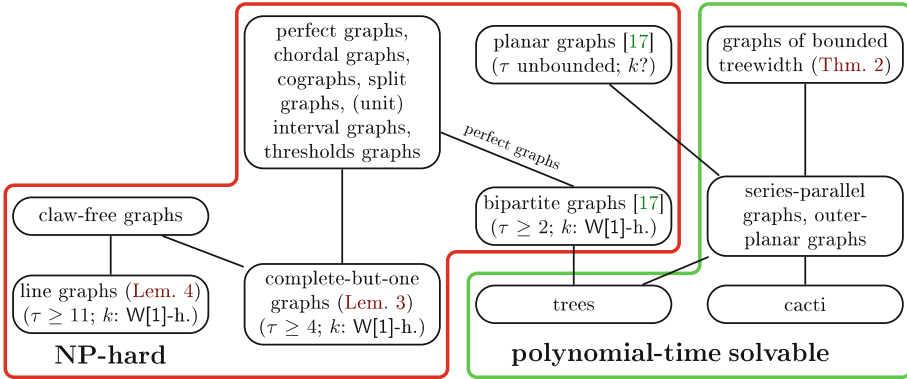 perfect graphs,
chordal graphs,
cographs, split
graphs, (unit)
interval graphs,
thresholds graphs
planar graphs [17]
(τ unbounded; k?)
graphs of bounded
treewidth (Thm. 2)
perfect graphs
claw-free graphs
bipartite graphs [17]
(τ ≥ 2; k: W[1]-h.)
series-parallel
graphs, outer-
planar graphs
line graphs (Lem. 4)
(τ ≥ 11; k: W[1]-h.)
complete-but-one
graphs (Lem. 3)
(τ ≥ 4; k: W[1]-h.)
trees
cacti
NP-hard
polynomial-time solvable